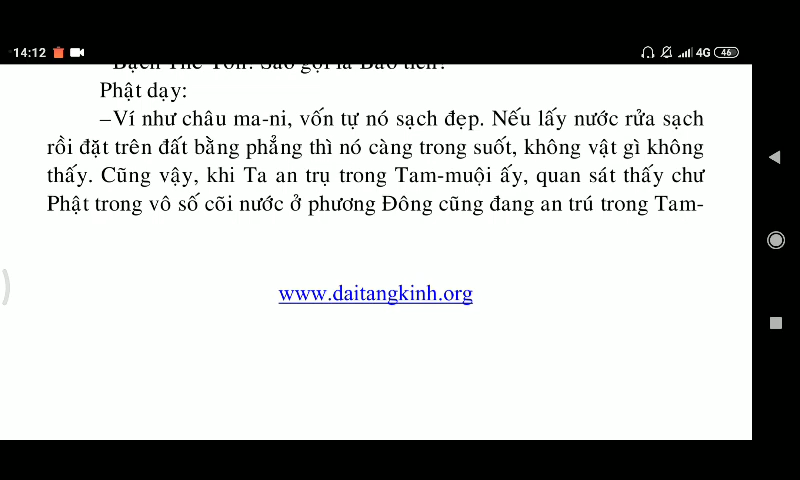 14:12 4G 46
Phật dạy:
–Ví như châu ma-ni, vốn tự nó sạch đẹp. Nếu lấy nước rửa sạch
rồi đặt trên đất bằng phẳng thì nó càng trong suốt, không vật gì không
thấy. Cũng vậy, khi Ta an trụ trong Tam-muội ấy, quan sát thấy chư
Phật trong vô số cõi nước ở phương Đông cũng đang an trú trong Tam-
www.daitangkinh.org